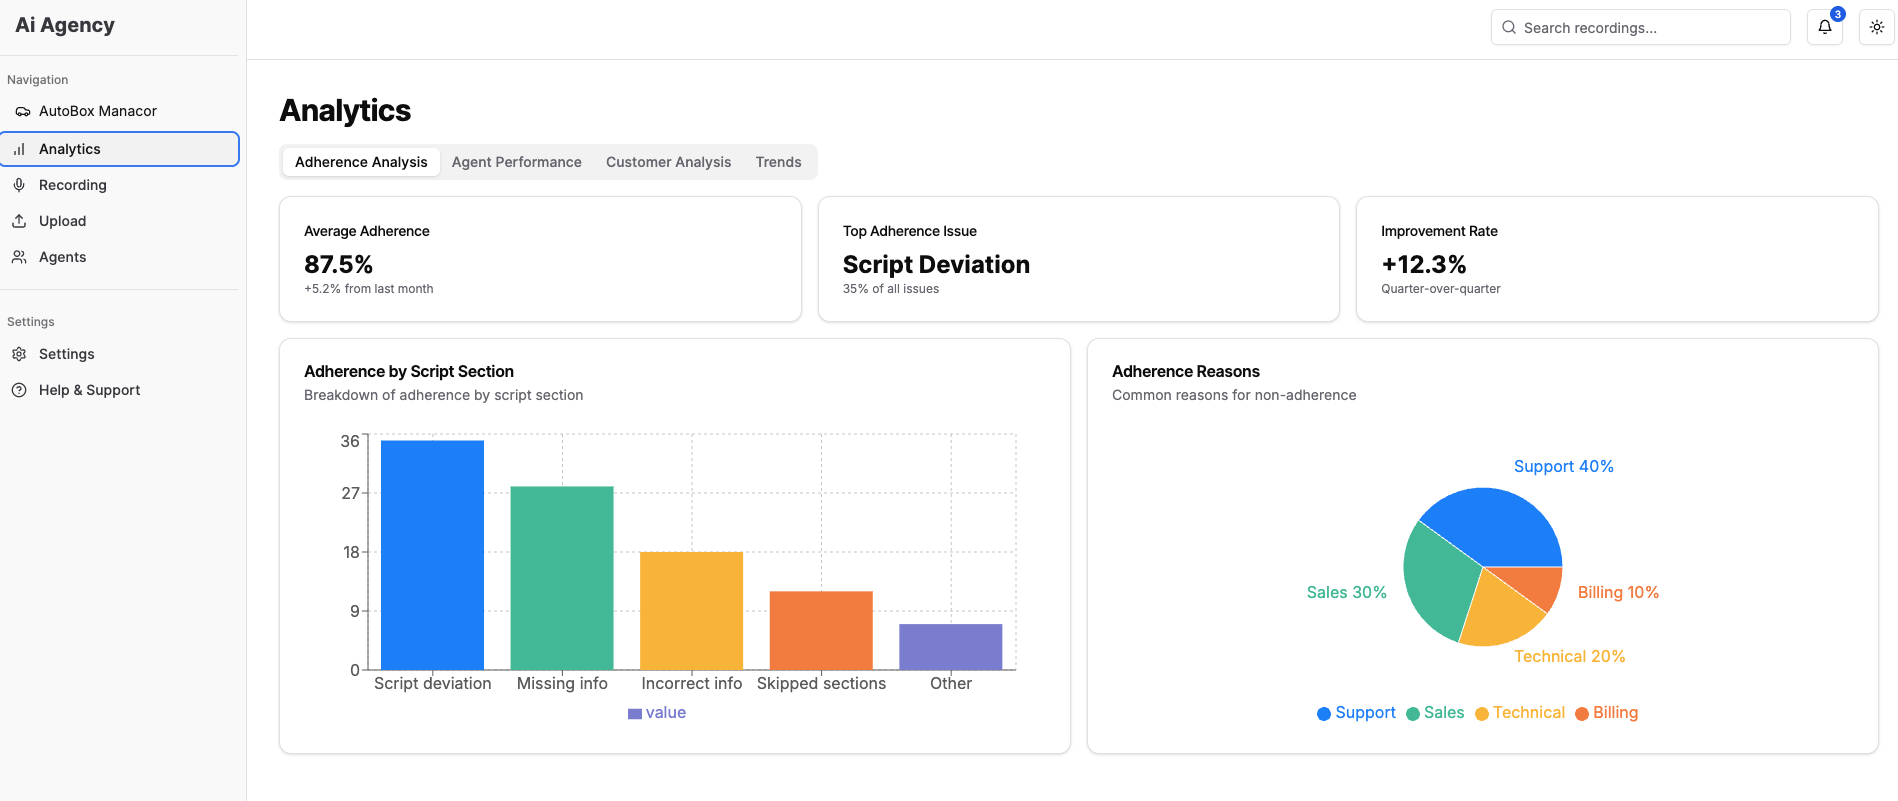 Ai Agency
Search recordings...
3
Navigation
AutoBox Manacor
Analytics
Recording
Upload
Agents
Settings
Settings
Help & Support
Analytics
Adherence Analysis Agent Performance Customer Analysis Trends
Average Adherence
87.5%
+5.2% from last month
Top Adherence Issue
Script Deviation
35% of all issues
Improvement Rate
+12.3%
Quarter-over-quarter
Adherence by Script Section
Breakdown of adherence by script section
36
27
18
9
0
Script deviation Missing info Incorrect info Skipped sections Other
value
Adherence Reasons
Common reasons for non-adherence
Support 40%
Sales 30%
Billing 10%
Technical 20%
Support Sales Technical Billing